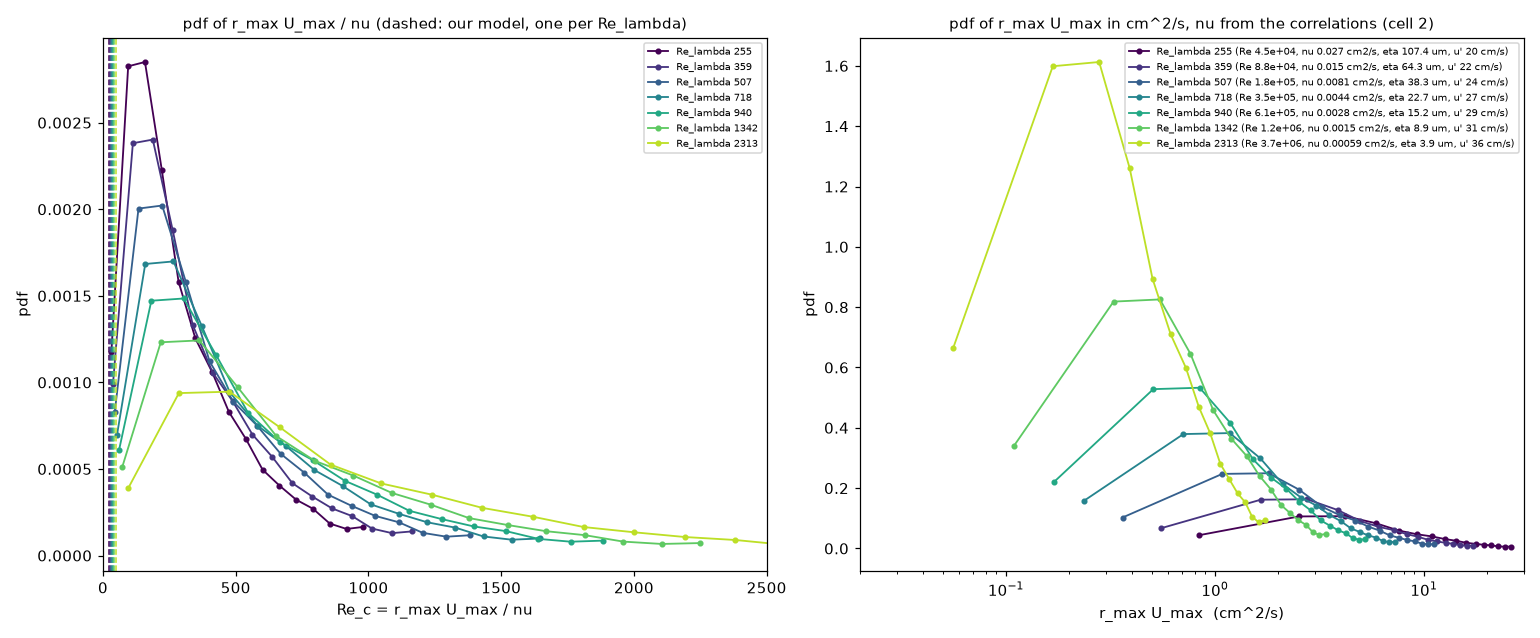 pdf of r_max U_max / nu (dashed: our model, one per Re_lambda)
pdf
0.0025
0.0020
0.0015
0.0010
0.0005
0.0000
0
500
1000
1500
2000
2500
Re_c = r_max U_max / nu
Re_lambda 255
Re_lambda 359
Re_lambda 507
Re_lambda 718
Re_lambda 940
Re_lambda 1342
Re_lambda 2313
pdf of r_max U_max in cm^2/s, nu from the correlations (cell 2)
pdf
1.6
1.4
1.2
1.0
0.8
0.6
0.4
0.2
0.0
10⁻¹
10⁰
10¹
r_max U_max (cm^2/s)
Re_lambda 255 (Re 4.5e+04, nu 0.027 cm2/s, eta 107.4 um, u' 20 cm/s)
Re_lambda 359 (Re 8.8e+04, nu 0.015 cm2/s, eta 64.3 um, u' 22 cm/s)
Re_lambda 507 (Re 1.8e+05, nu 0.0081 cm2/s, eta 38.3 um, u' 24 cm/s)
Re_lambda 718 (Re 3.5e+05, nu 0.0044 cm2/s, eta 22.7 um, u' 27 cm/s)
Re_lambda 940 (Re 6.1e+05, nu 0.0028 cm2/s, eta 15.2 um, u' 29 cm/s)
Re_lambda 1342 (Re 1.2e+06, nu 0.0015 cm2/s, eta 8.9 um, u' 31 cm/s)
Re_lambda 2313 (Re 3.7e+06, nu 0.00059 cm2/s, eta 3.9 um, u' 36 cm/s)